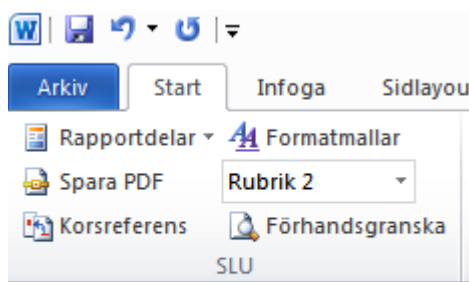 W
Arkiv Start Infoga Sidlayou
Rapportdelar Formatmallar
Spara PDF Rubrik 2
Korsreferens Förhandsgranska
SLU